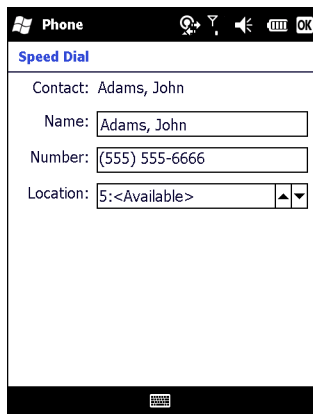 Phone
OK
Speed Dial
Contact: Adams, John
Name: Adams, John
Number: (555) 555-6666
Location: 5:<Available>